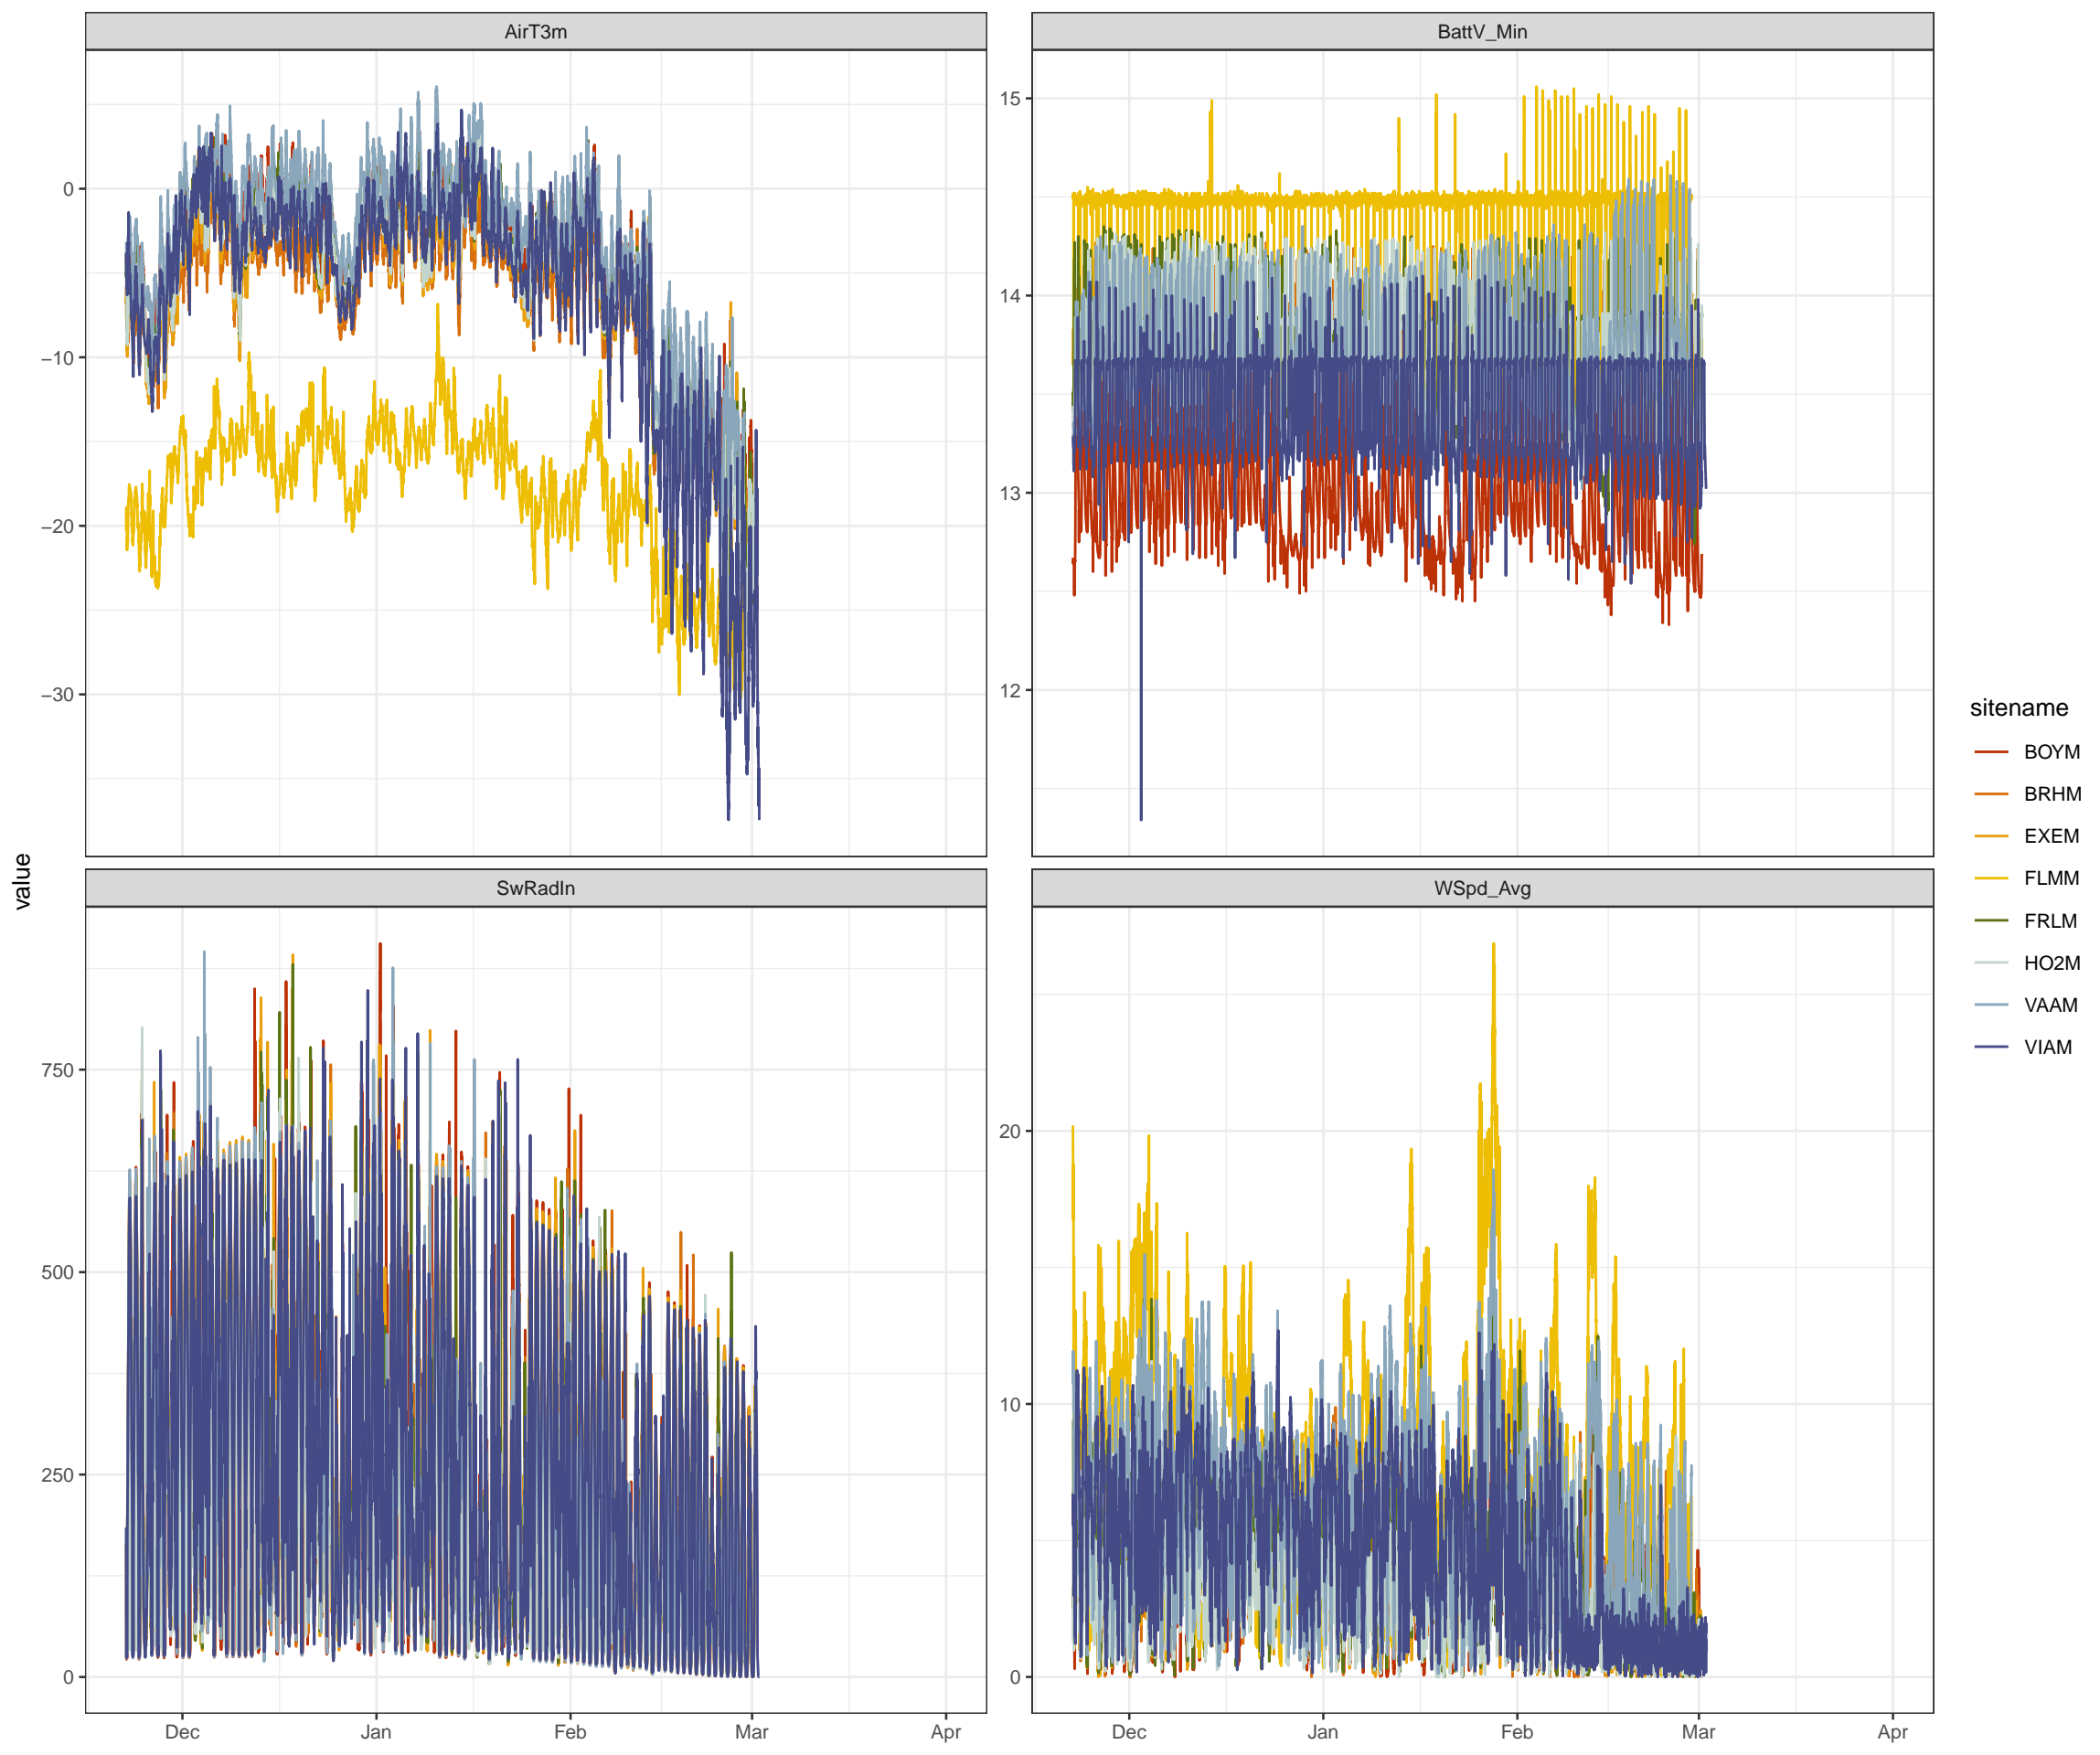 AirT3m
BattV_Min
0
−10
−20
−30
15
14
13
12
value
SwRadIn
WSpd_Avg
750
500
250
0
20
10
0
Dec Jan Feb Mar Apr
Dec Jan Feb Mar Apr
sitename
BOYM
BRHM
EXEM
FLMM
FRLM
HO2M
VAAM
VIAM